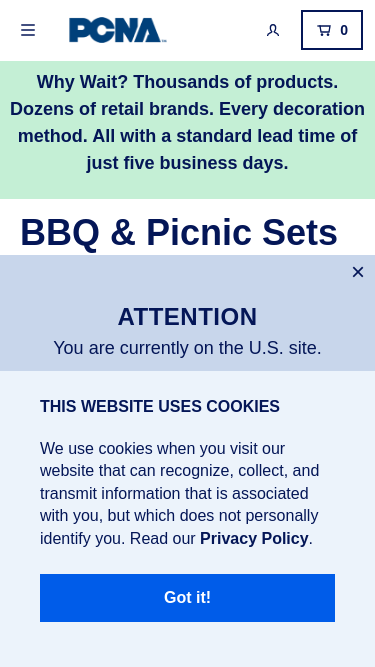 PCNA
0
Why Wait? Thousands of products.
Dozens of retail brands. Every decoration
method. All with a standard lead time of
just five business days.
BBQ & Picnic Sets
ATTENTION
You are currently on the U.S. site.
THIS WEBSITE USES COOKIES
We use cookies when you visit our
website that can recognize, collect, and
transmit information that is associated
with you, but which does not personally
identify you. Read our Privacy Policy.
Got it!